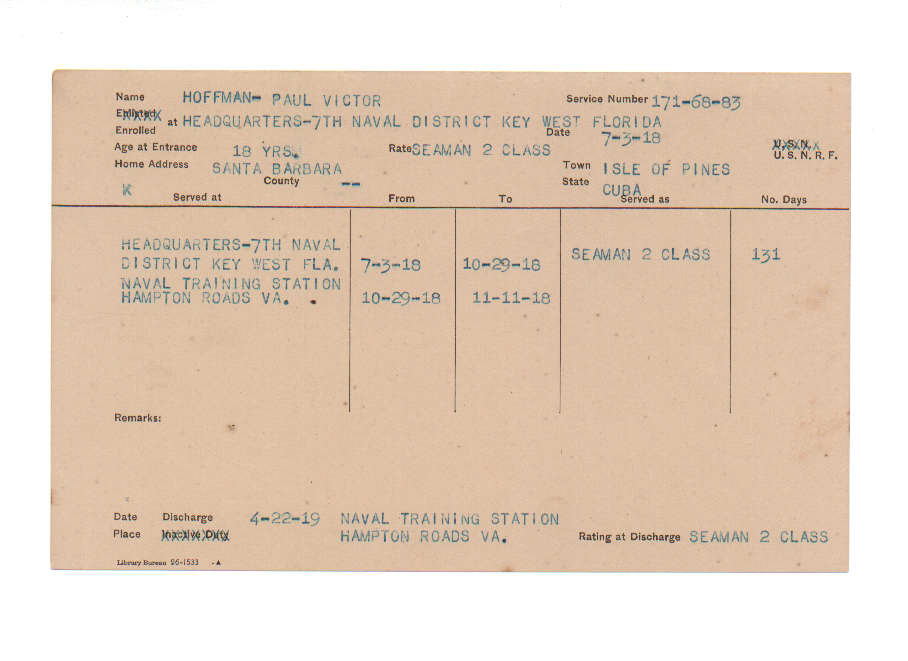 Name HOFFMAN- PAUL VICTOR Service Number 171-68-83
Enlisted
Enrolled at HEADQUARTERS-7TH NAVAL DISTRICT KEY WEST FLORIDA
Date 7-3-18
Age at Entrance 18 YRS. Rate SEAMAN 2 CLASS U.S.N.
U. S. N. R. F.
Home Address SANTA BARBARA Town ISLE OF PINES
County -- State CUBA
K
Served at From To Served as No. Days
HEADQUARTERS-7TH NAVAL
DISTRICT KEY WEST FLA. 7-3-18 10-29-18 SEAMAN 2 CLASS 131
NAVAL TRAINING STATION
HAMPTON ROADS VA. 10-29-18 11-11-18
Remarks:
Date Discharge 4-22-19 NAVAL TRAINING STATION
Place Inactive Duty HAMPTON ROADS VA. Rating at Discharge SEAMAN 2 CLASS
Library Bureau 26-1533 -A